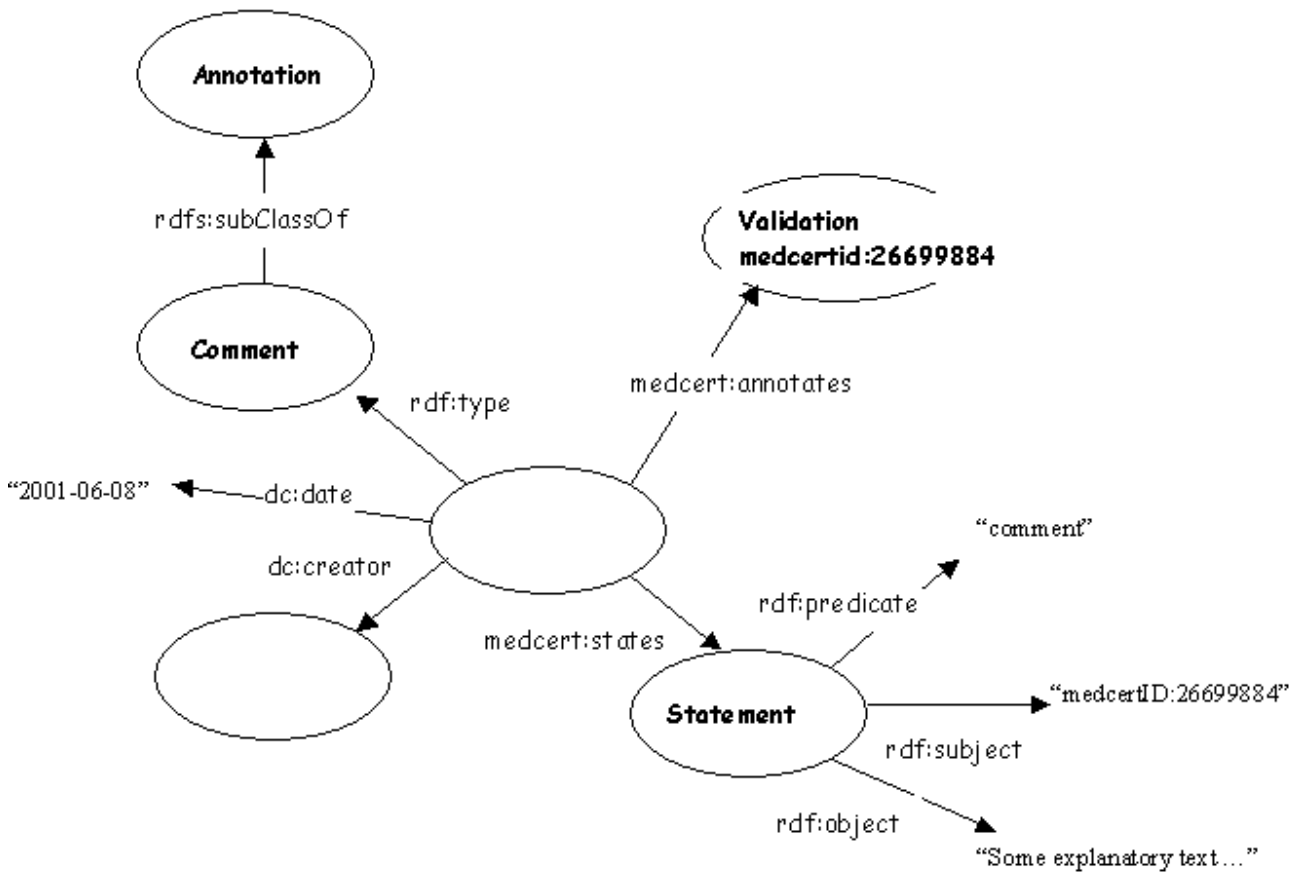 Annotation
rdfs:subClassOf
Validation
medcertid:26699884
Comment
medcert:annotates
rdf:type
“2001-06-08”
dc:date
“comment”
dc:creator
rdf:predicate
medcert:states
“medcertID:26699884”
Statement
rdf:subject
rdf:object
“Some explanatory text...”